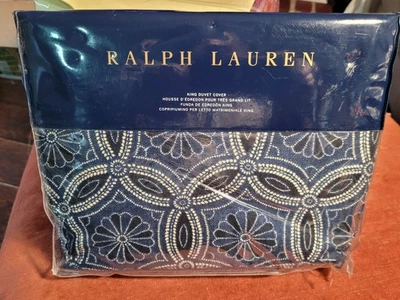 RALPH LAUREN
KING DUVET COVER
HOUSSE D'ÉDREDON POUR TRÈS GRAND LIT
FUNDA DE EDREDÓN KING
COPRIPIUMINO PER LETTO MATRIMONIALE KING